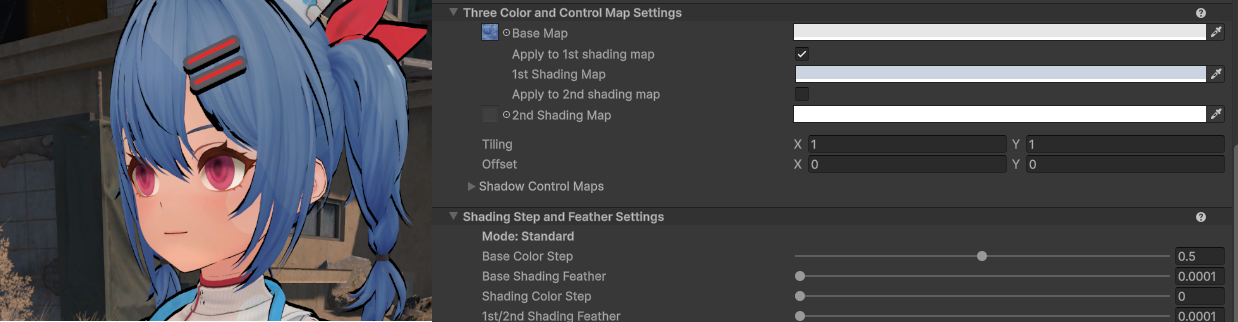 Three Color and Control Map Settings
Base Map
Apply to 1st shading map
1st Shading Map
Apply to 2nd shading map
2nd Shading Map
Tiling X 1 Y 1
Offset X 0 Y 0
Shadow Control Maps
Shading Step and Feather Settings
Mode: Standard
Base Color Step 0.5
Base Shading Feather 0.0001
Shading Color Step 0
1st/2nd Shading Feather 0.0001